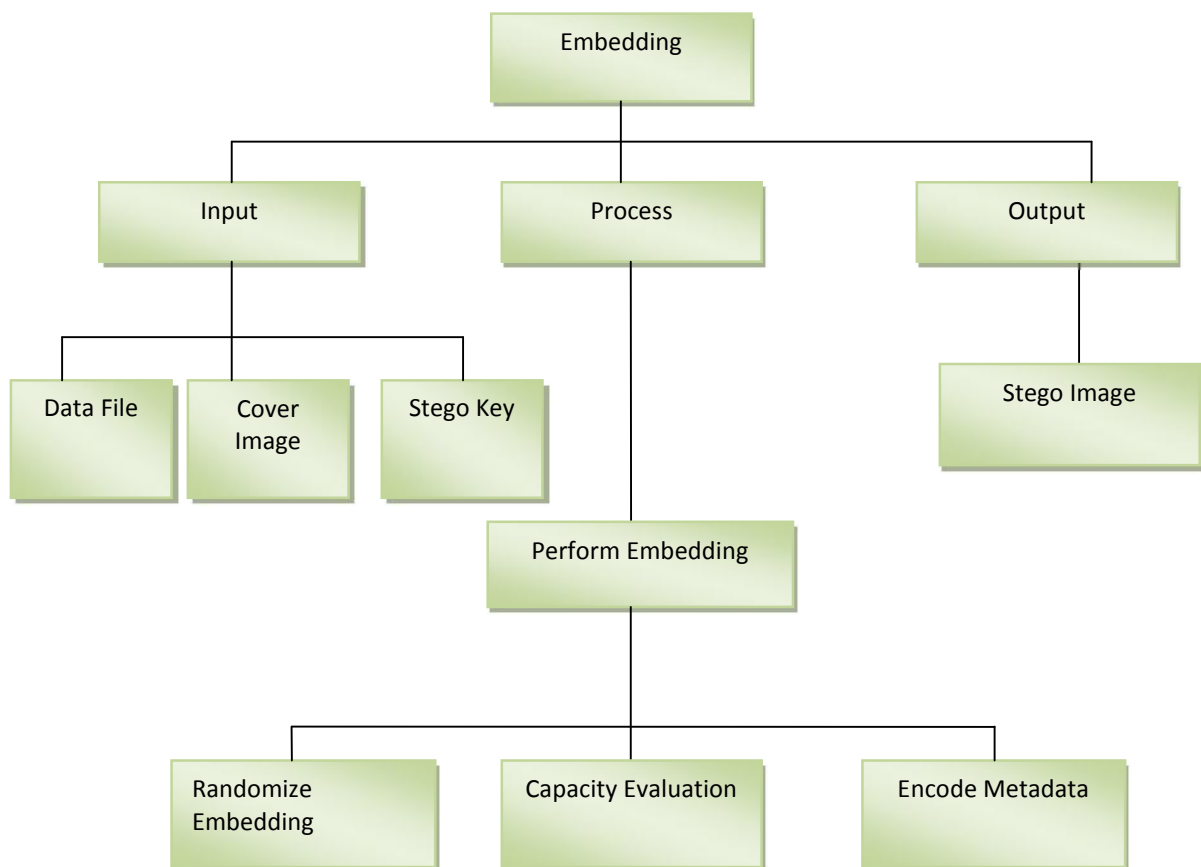 Embedding
Input
Process
Output
Data File
Cover
Image
Stego Key
Stego Image
Perform Embedding
Randomize
Embedding
Capacity Evaluation
Encode Metadata